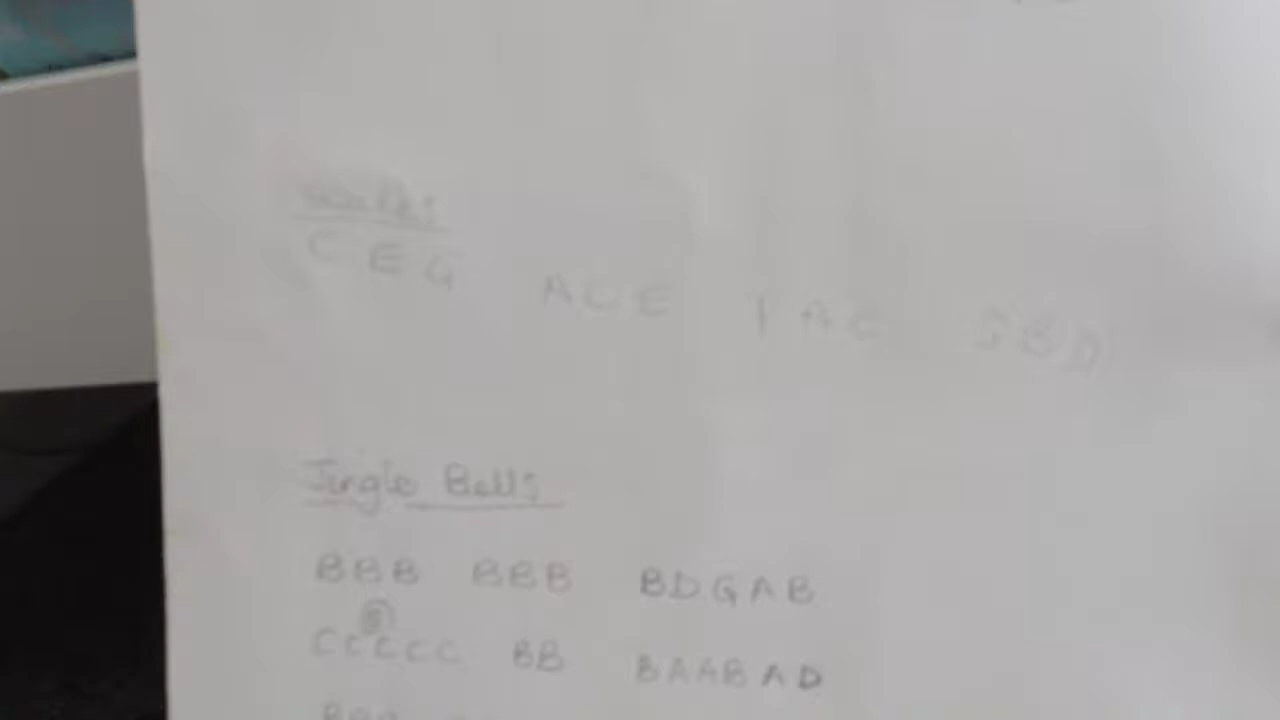 CEG ACE FAC GBD
Jingle Bells
BBB BBB BDGAB
CCCCC BB BAABAD